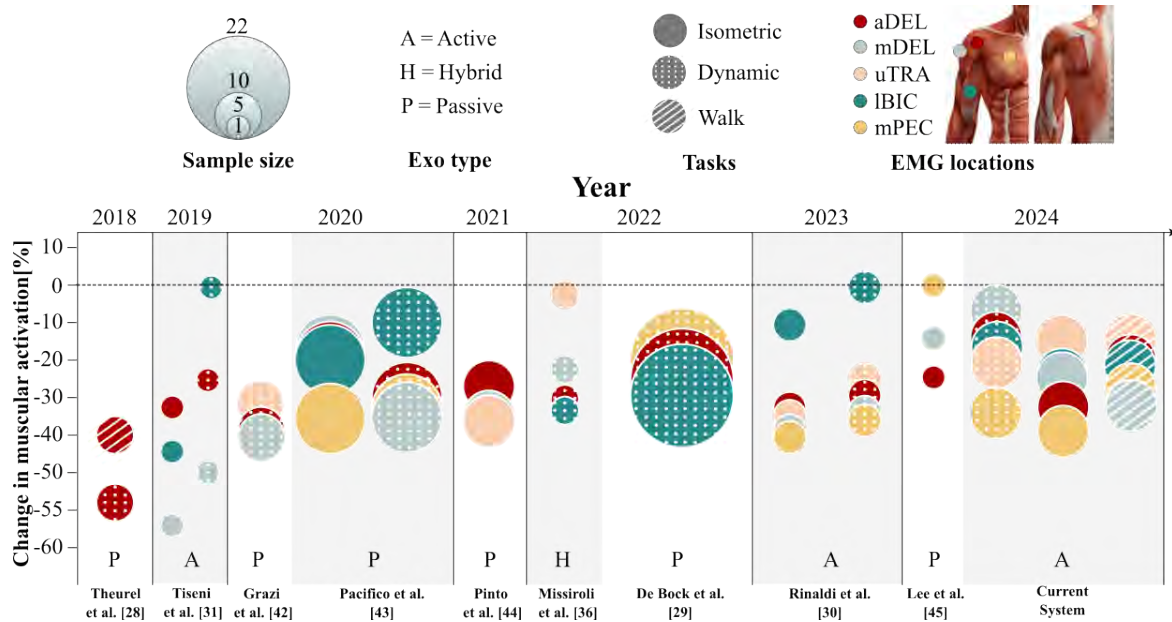 22
10
5
1
Sample size
A = Active
H = Hybrid
P = Passive
Exo type
Isometric
Dynamic
Walk
Tasks
aDEL
mDEL
uTRA
lBIC
mPEC
EMG locations
Year
2018 2019 2020 2021 2022 2023 2024
Change in muscular activation[%]
10
0
-10
-20
-30
-40
-50
-55
-60
P A P P P H P A P A
Theurel et al. [28]
Tiseni et al. [31]
Grazi et al. [42]
Pacifico et al. [43]
Pinto et al. [44]
Missiroli et al. [36]
De Bock et al. [29]
Rinaldi et al. [30]
Lee et al. [45]
Current System